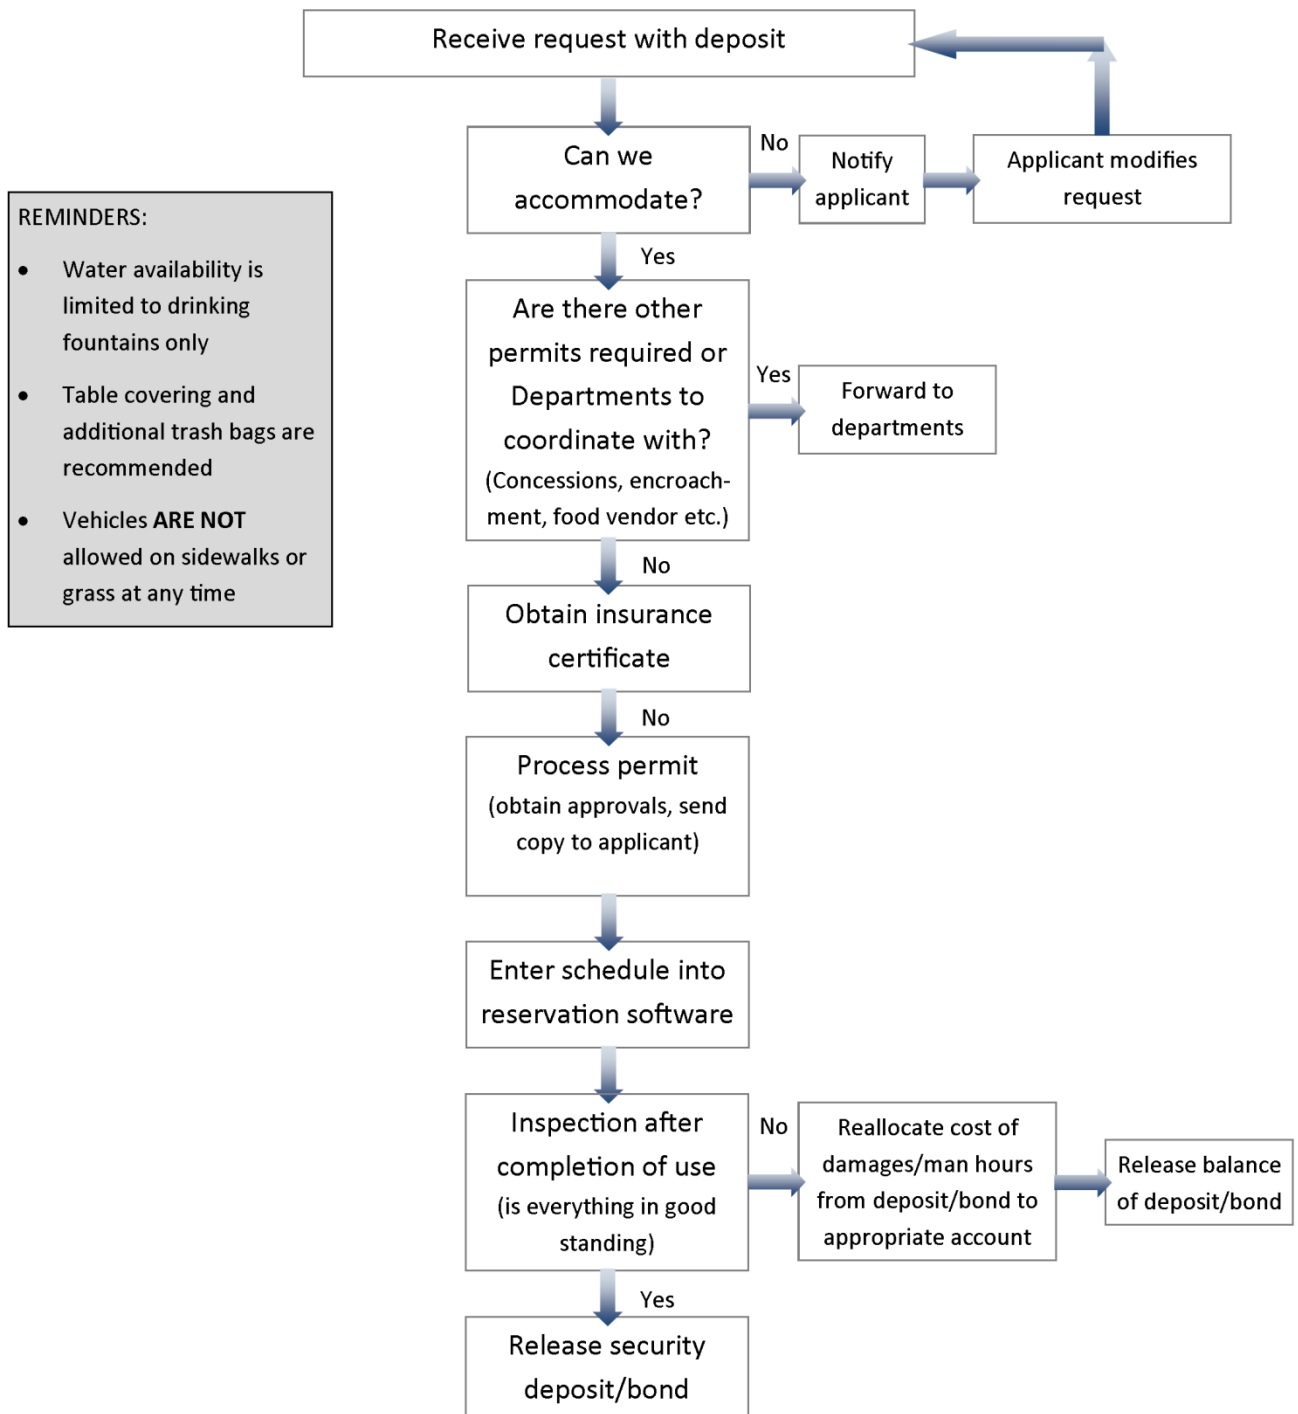 Receive request with deposit
Can we
accommodate?
No
Notify
applicant
Applicant modifies
request
REMINDERS:
• Water availability is
limited to drinking
fountains only
• Table covering and
additional trash bags are
recommended
• Vehicles ARE NOT
allowed on sidewalks or
grass at any time
Yes
Are there other
permits required or
Departments to
coordinate with?
(Concessions, encroach-
ment, food vendor etc.)
Yes
Forward to
departments
No
Obtain insurance
certificate
No
Process permit
(obtain approvals, send
copy to applicant)
Enter schedule into
reservation software
Inspection after
completion of use
(is everything in good
standing)
No
Reallocate cost of
damages/man hours
from deposit/bond to
appropriate account
Release balance
of deposit/bond
Yes
Release security
deposit/bond